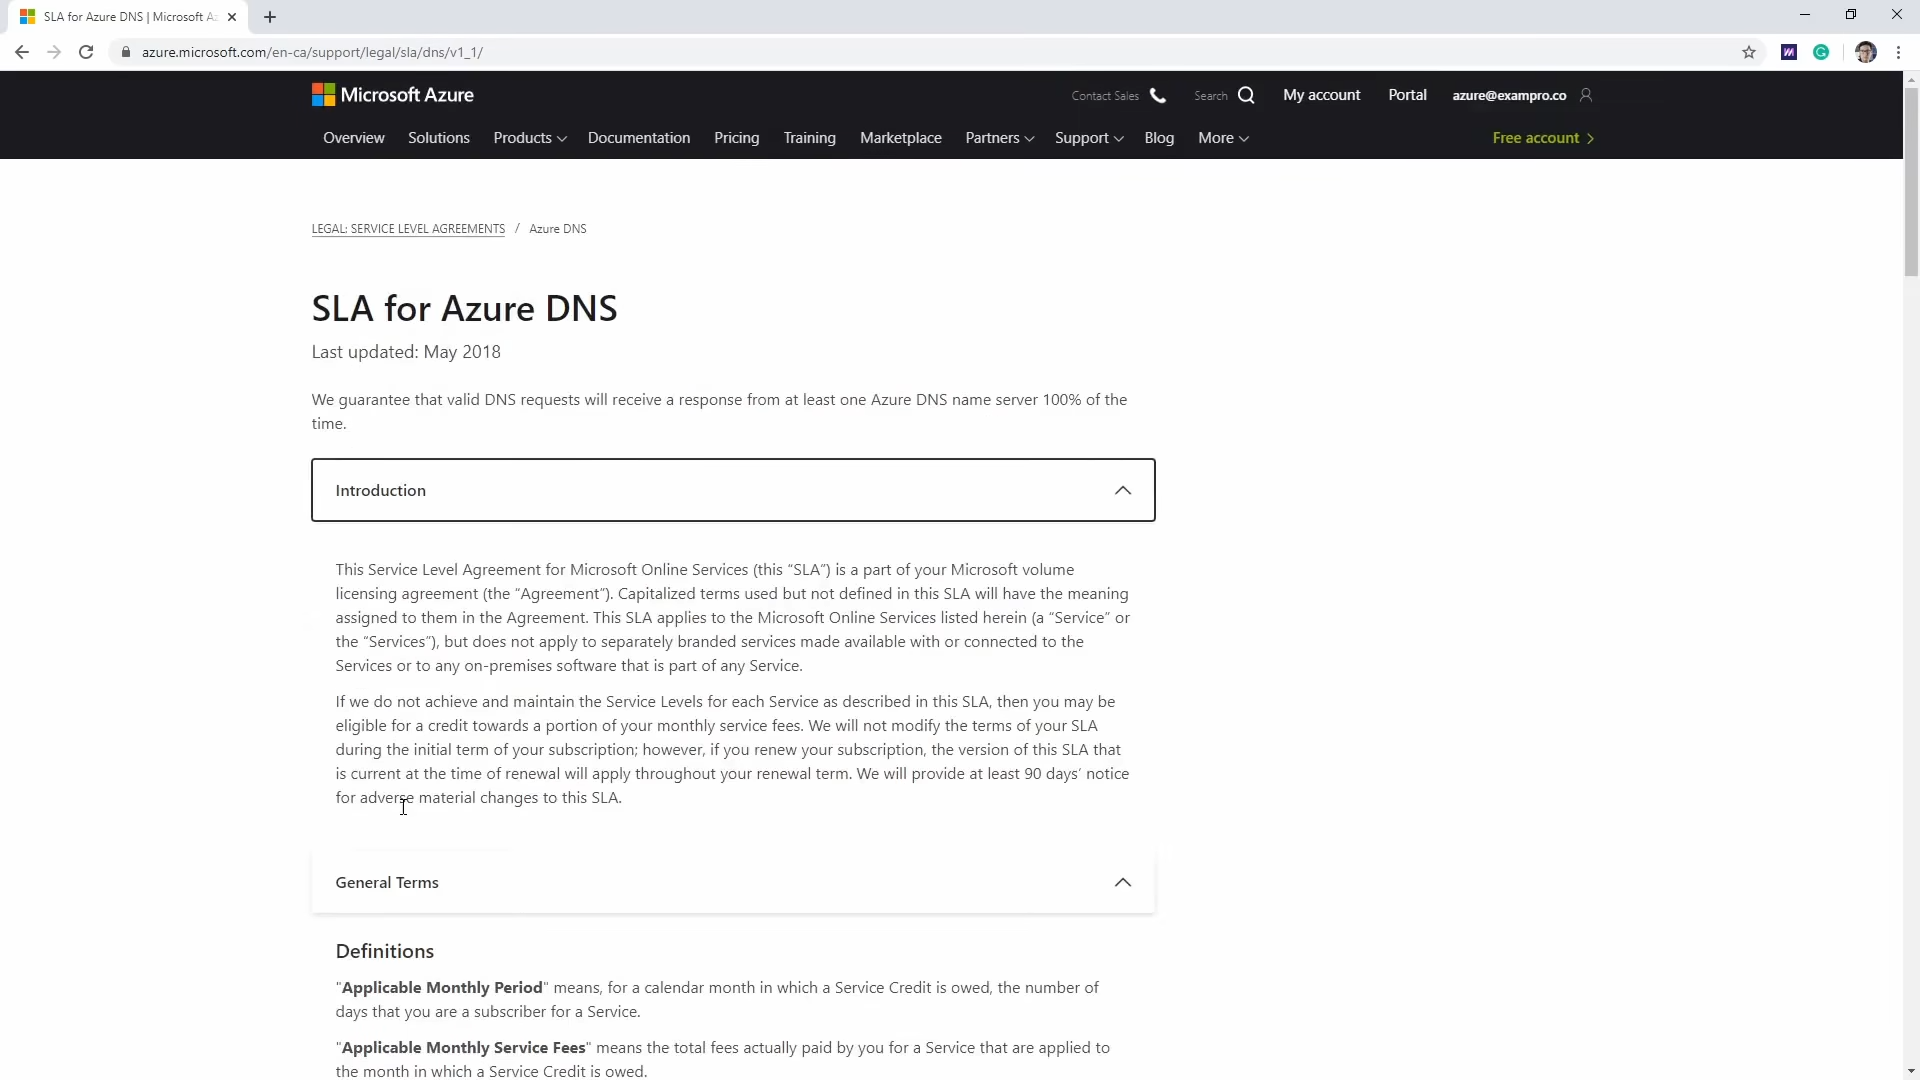 SLA for Azure DNS | Microsoft Az
azure.microsoft.com/en-ca/support/legal/sla/dns/v1_1/
Microsoft Azure
Contact Sales
Search
My account
Portal
azure@exampro.co
Overview
Solutions
Products
Documentation
Pricing
Training
Marketplace
Partners
Support
Blog
More
Free account
LEGAL: SERVICE LEVEL AGREEMENTS / Azure DNS
SLA for Azure DNS
Last updated: May 2018
We guarantee that valid DNS requests will receive a response from at least one Azure DNS name server 100% of the
time.
Introduction
This Service Level Agreement for Microsoft Online Services (this “SLA”) is a part of your Microsoft volume
licensing agreement (the “Agreement”). Capitalized terms used but not defined in this SLA will have the meaning
assigned to them in the Agreement. This SLA applies to the Microsoft Online Services listed herein (a “Service” or
the “Services”), but does not apply to separately branded services made available with or connected to the
Services or to any on-premises software that is part of any Service.
If we do not achieve and maintain the Service Levels for each Service as described in this SLA, then you may be
eligible for a credit towards a portion of your monthly service fees. We will not modify the terms of your SLA
during the initial term of your subscription; however, if you renew your subscription, the version of this SLA that
is current at the time of renewal will apply throughout your renewal term. We will provide at least 90 days’ notice
for adverse material changes to this SLA.
General Terms
Definitions
"Applicable Monthly Period" means, for a calendar month in which a Service Credit is owed, the number of
days that you are a subscriber for a Service.
"Applicable Monthly Service Fees" means the total fees actually paid by you for a Service that are applied to
the month in which a Service Credit is owed.